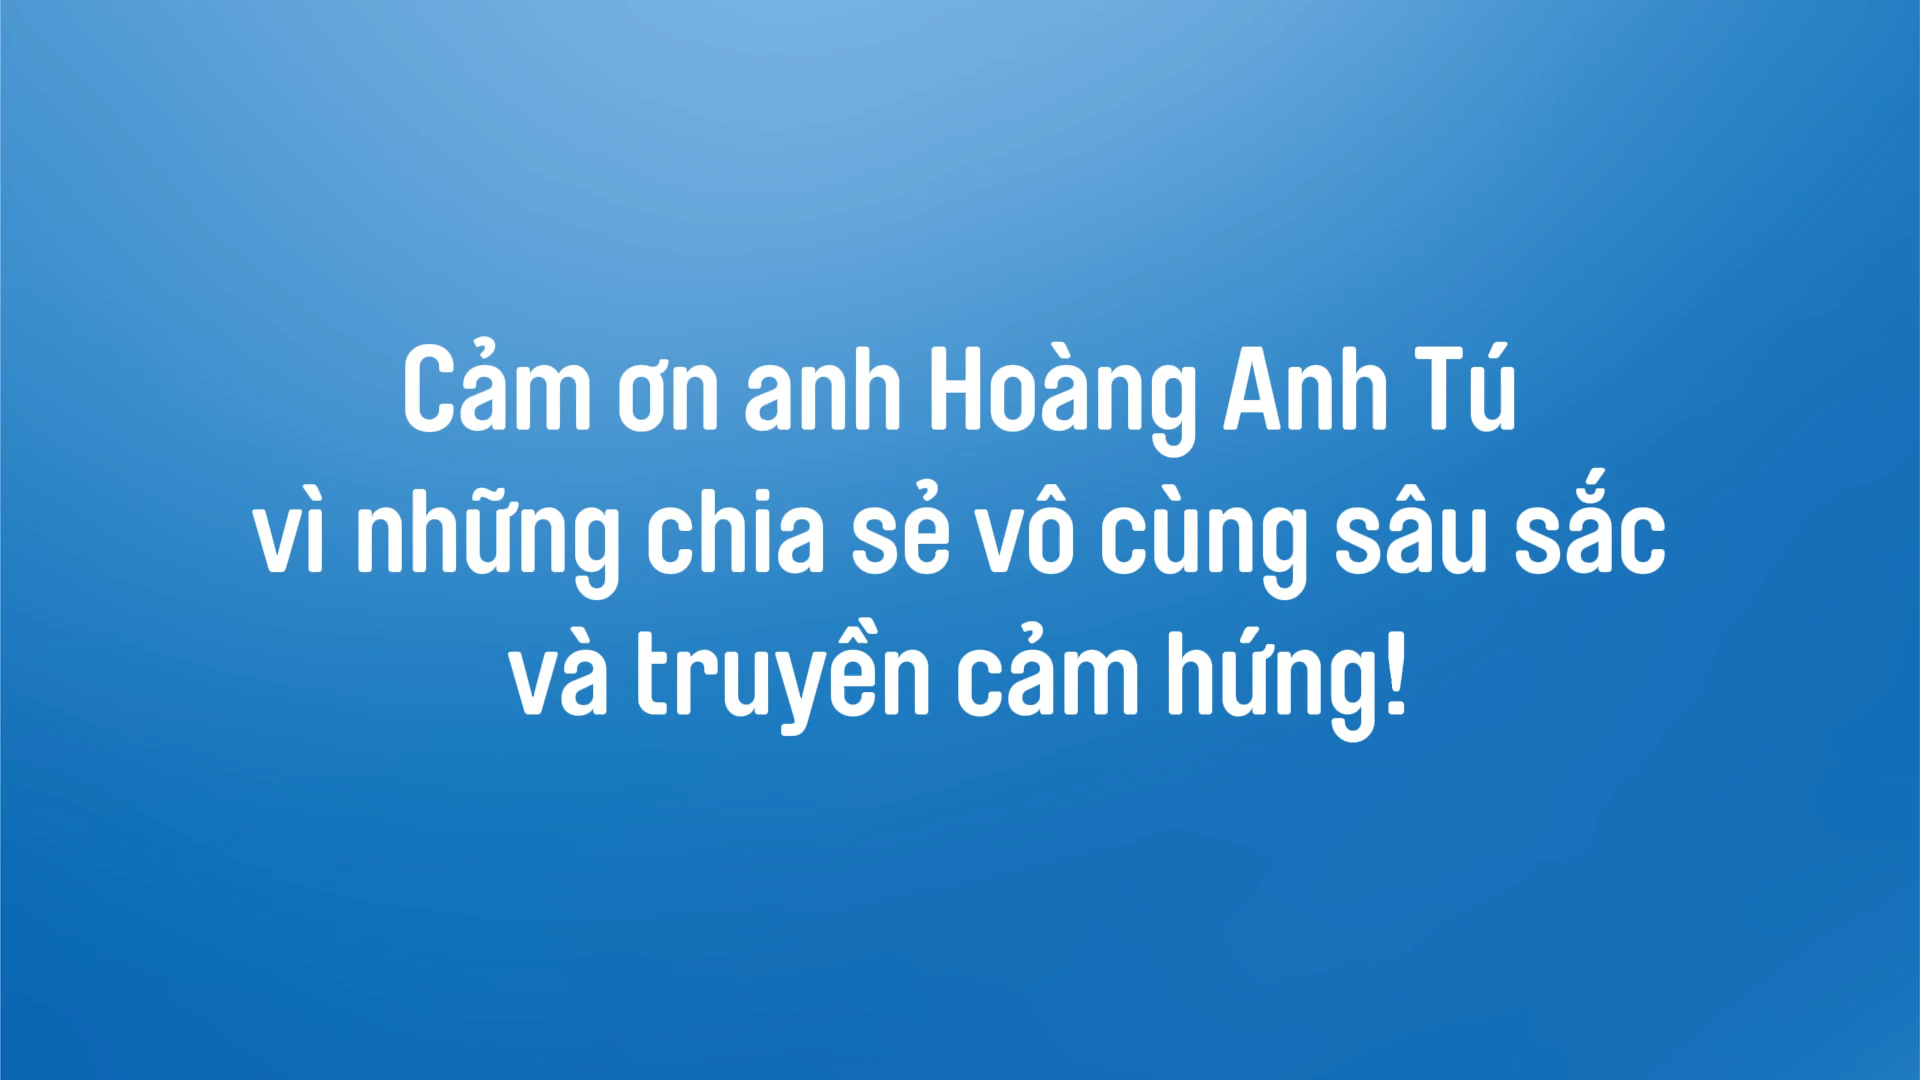 Cảm ơn anh Hoàng Anh Tú
vì những chia sẻ vô cùng sâu sắc
và truyền cảm hứng!